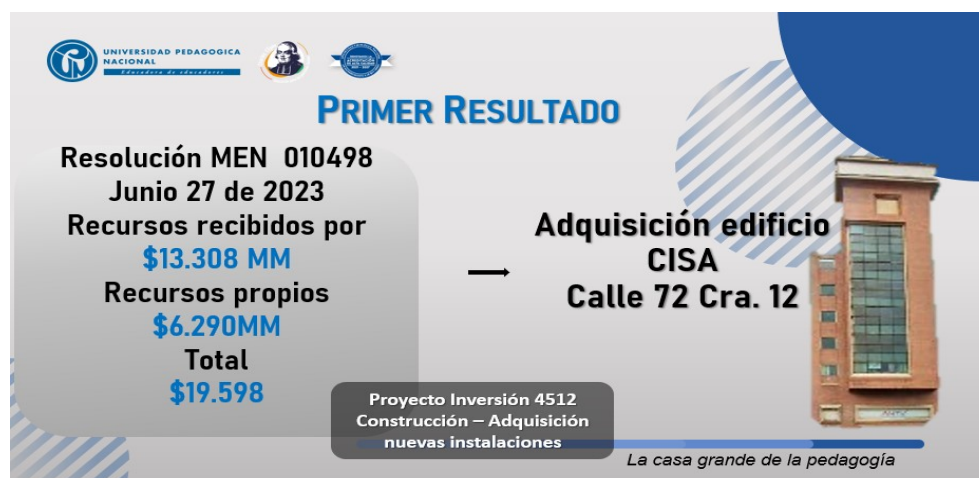 UNIVERSIDAD PEDAGOGICA
NACIONAL
Educadora de educadores
PRIMER RESULTADO
Resolución MEN 010498
Junio 27 de 2023
Recursos recibidos por
$13.308 MM
Recursos propios
$6.290MM
Total
$19.598
Adquisición edificio
CISA
Calle 72 Cra. 12
Proyecto Inversión 4512
Construcción – Adquisición
nuevas instalaciones
La casa grande de la pedagogía